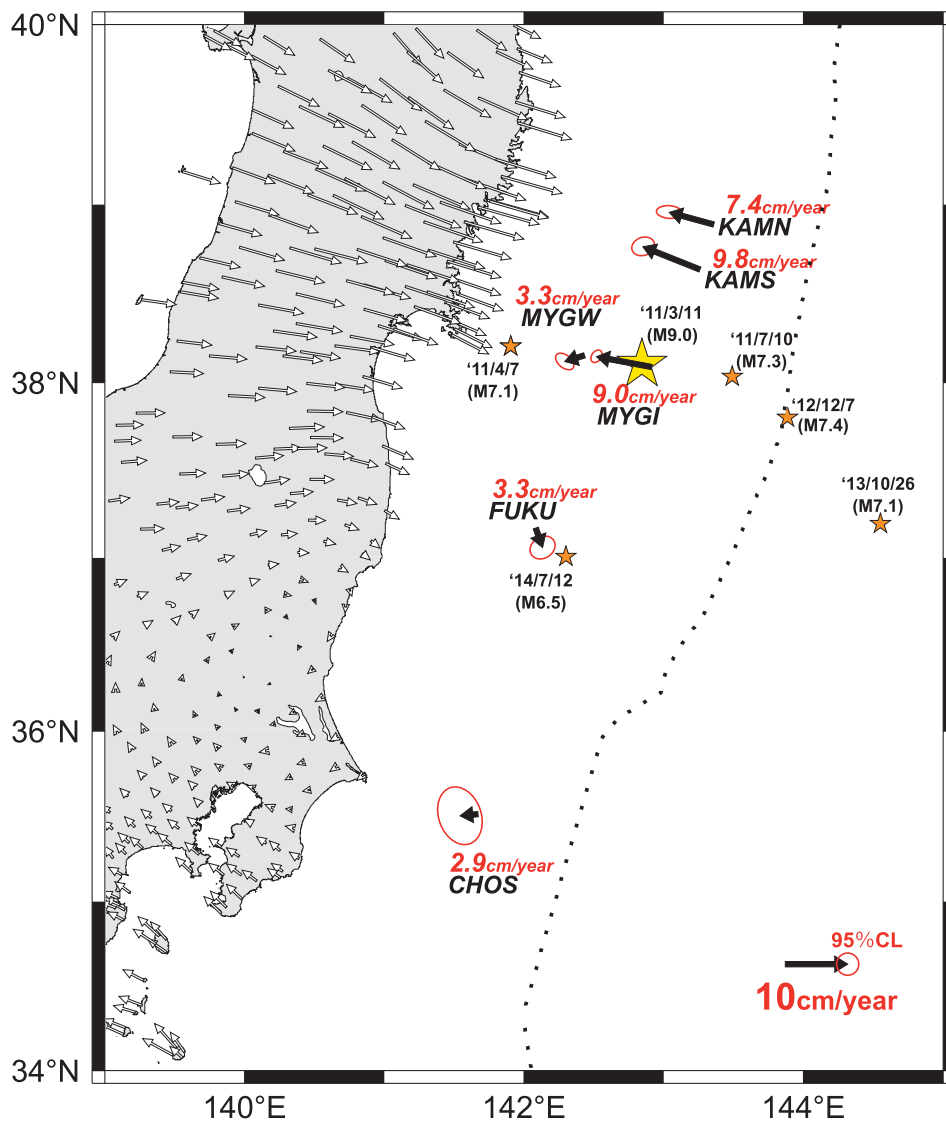 40°N
7.4cm/year
KAMN
9.8cm/year
KAMS
3.3cm/year
MYGW
‘11/3/11
(M9.0)
‘11/7/10
(M7.3)
‘11/4/7
(M7.1)
38°N
9.0cm/year
MYGI
‘12/12/7
(M7.4)
‘13/10/26
(M7.1)
3.3cm/year
FUKU
‘14/7/12
(M6.5)
36°N
2.9cm/year
CHOS
95%CL
10cm/year
34°N
140°E
142°E
144°E